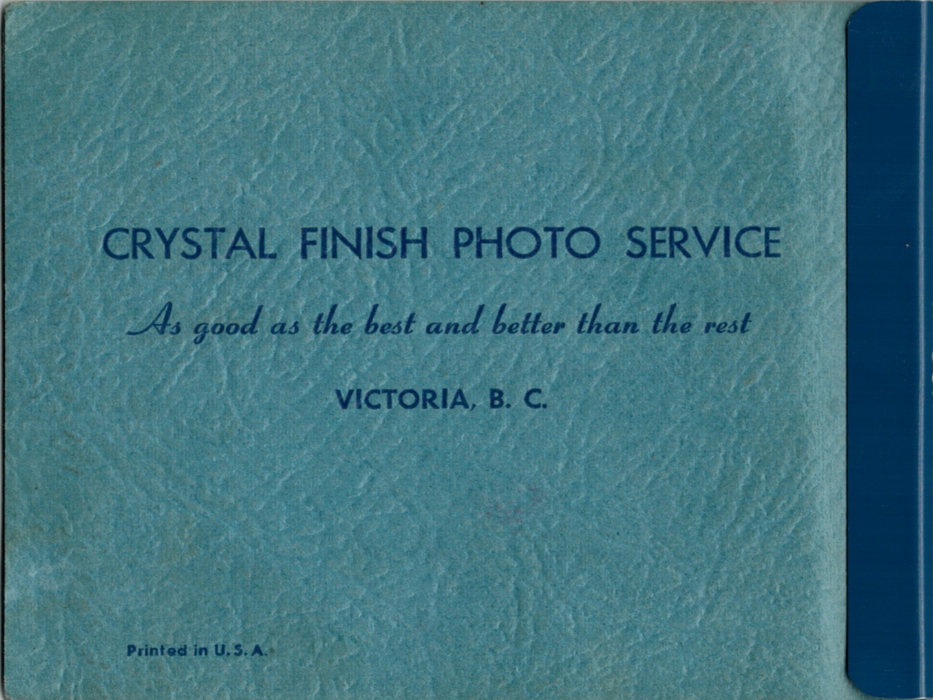 CRYSTAL FINISH PHOTO SERVICE
As good as the best and better than the rest
VICTORIA, B. C.
Printed in U. S. A.